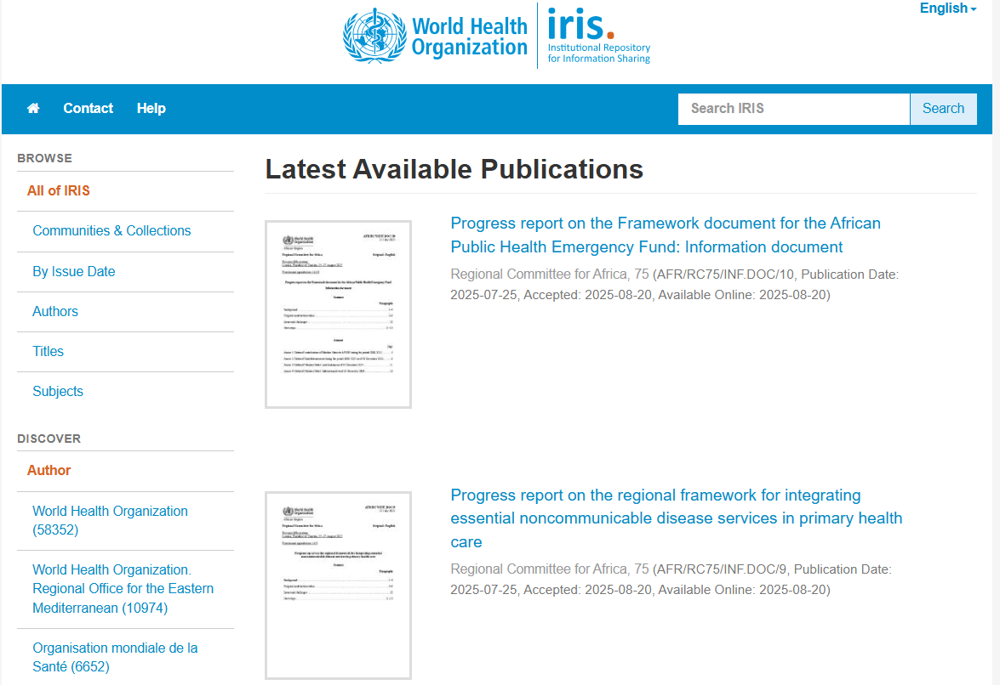 English
World Health
Organization
iris.
Institutional Repository
for Information Sharing
Contact
Help
Search IRIS
Search
BROWSE
All of IRIS
Communities & Collections
By Issue Date
Authors
Titles
Subjects
DISCOVER
Author
World Health Organization
(58352)
World Health Organization.
Regional Office for the Eastern
Mediterranean (10974)
Organisation mondiale de la
Santé (6652)
Latest Available Publications
Progress report on the Framework document for the African
Public Health Emergency Fund: Information document
Regional Committee for Africa, 75 (AFR/RC75/INF.DOC/10, Publication Date:
2025-07-25, Accepted: 2025-08-20, Available Online: 2025-08-20)
Progress report on the regional framework for integrating
essential noncommunicable disease services in primary health
care
Regional Committee for Africa, 75 (AFR/RC75/INF.DOC/9, Publication Date:
2025-07-25, Accepted: 2025-08-20, Available Online: 2025-08-20)